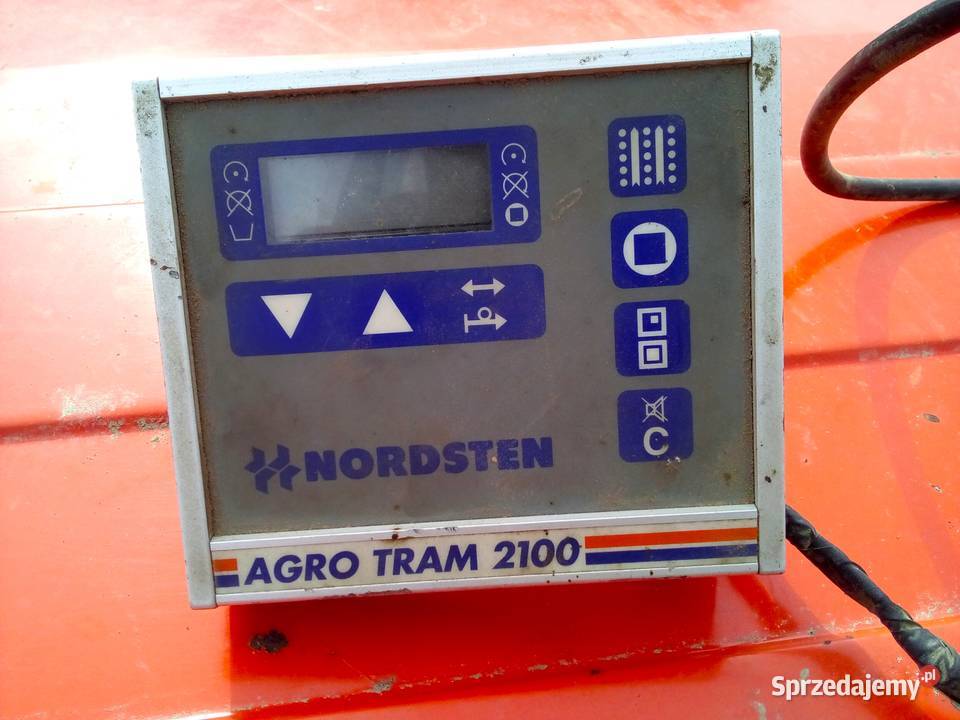 C
NORDSTEN
AGRO TRAM 2100
Sprzedajemy.pl